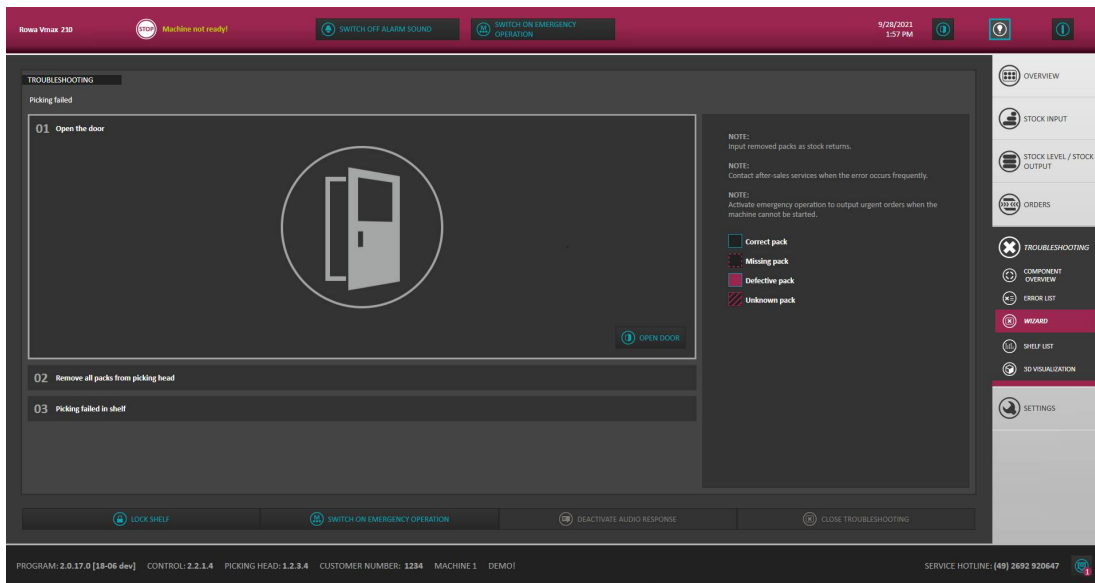 Rowa Vmax 210
STOP
Machine not ready!
SWITCH OFF ALARM SOUND
SWITCH ON EMERGENCY
OPERATION
9/28/2021
1:57 PM
TROUBLESHOOTING
Picking failed
01 Open the door
OPEN DOOR
02 Remove all packs from picking head
03 Picking failed in shelf
NOTE:
Input removed packs as stock returns.
NOTE:
Contact after-sales services when the error occurs frequently.
NOTE:
Activate emergency operation to output urgent orders when the
machine cannot be started.
Correct pack
Missing pack
Defective pack
Unknown pack
OVERVIEW
STOCK INPUT
STOCK LEVEL / STOCK
OUTPUT
ORDERS
TROUBLESHOOTING
COMPONENT
OVERVIEW
ERROR LIST
WIZARD
SHELF LIST
3D VISUALIZATION
SETTINGS
LOCK SHELF
SWITCH ON EMERGENCY OPERATION
DEACTIVATE AUDIO RESPONSE
CLOSE TROUBLESHOOTING
PROGRAM: 2.0.17.0 [18-06 dev] CONTROL: 2.2.1.4 PICKING HEAD: 1.2.3.4 CUSTOMER NUMBER: 1234 MACHINE 1 DEMO!
SERVICE HOTLINE: (49) 2692 920647
1